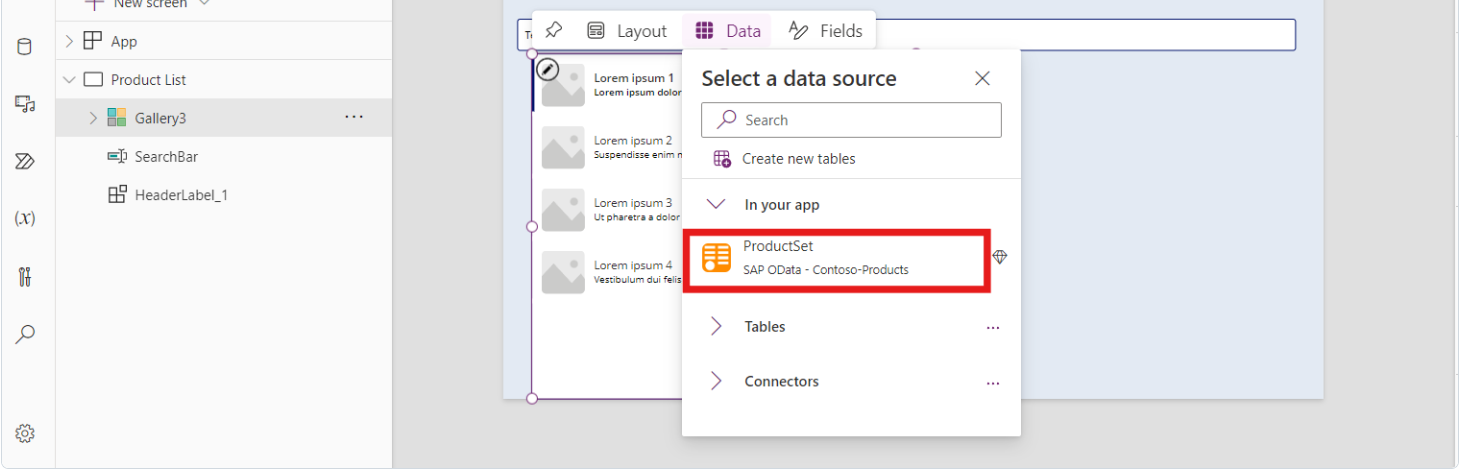 New screen
App
Product List
Gallery3
...
SearchBar
HeaderLabel_1
(x)
Layout
Data
Fields
Lorem ipsum 1
Lorem ipsum dolor
Lorem ipsum 2
Suspendisse enim
Lorem ipsum 3
Ut pharetra a dolor
Lorem ipsum 4
Vestibulum dui felis
Select a data source
Search
Create new tables
In your app
ProductSet
SAP OData - Contoso-Products
Tables
...
Connectors
...